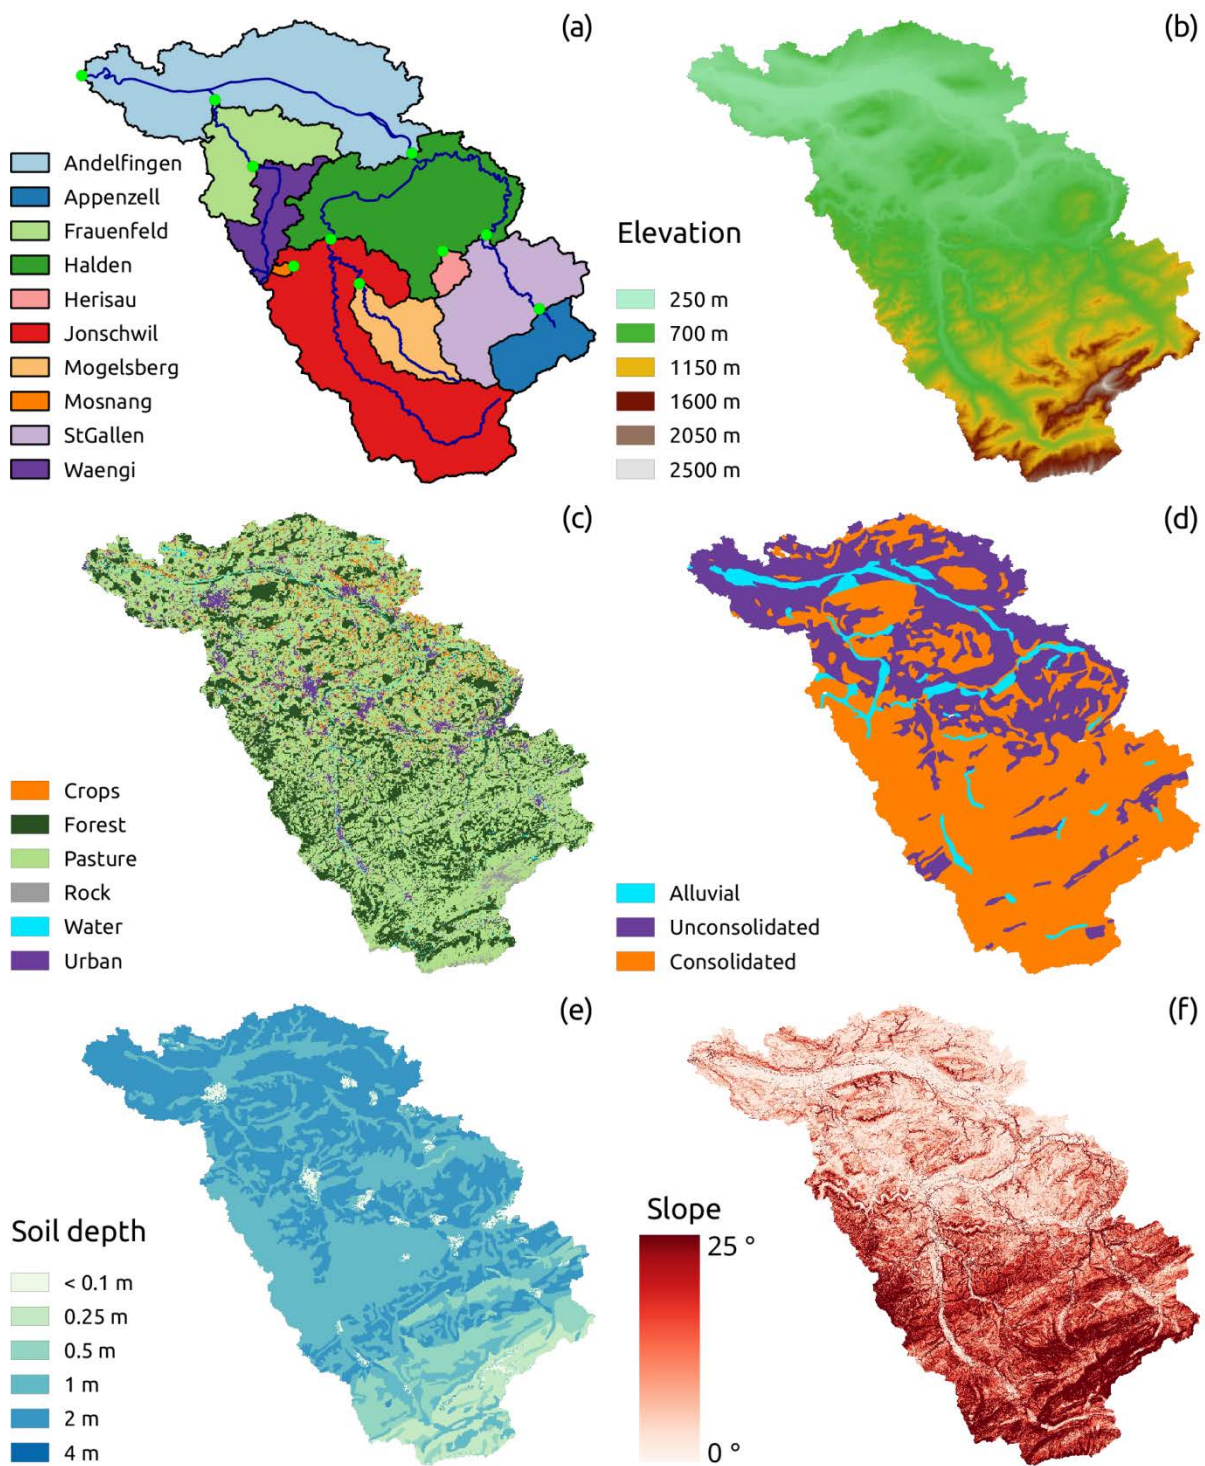 (a)
Andelfingen
Appenzell
Frauenfeld
Halden
Herisau
Jonschwil
Mogelsberg
Mosnang
StGallen
Waengi
(b)
Elevation
250 m
700 m
1150 m
1600 m
2050 m
2500 m
(c)
Crops
Forest
Pasture
Rock
Water
Urban
(d)
Alluvial
Unconsolidated
Consolidated
(e)
Soil depth
< 0.1 m
0.25 m
0.5 m
1 m
2 m
4 m
(f)
Slope
25 °
0 °